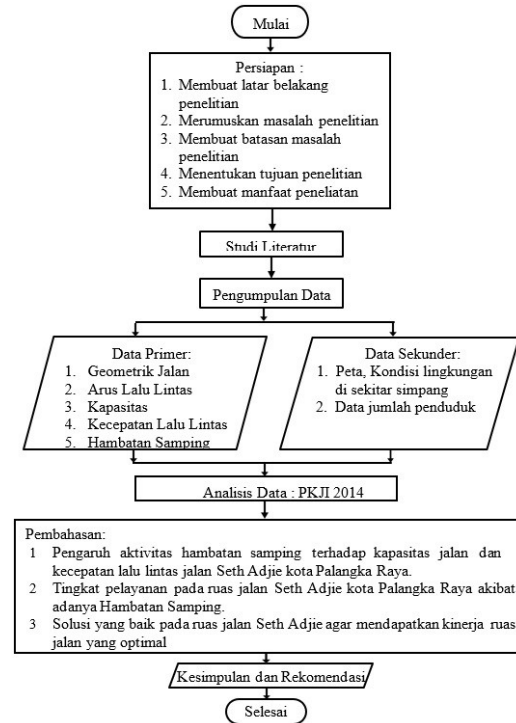 Mulai
Persiapan :
1. Membuat latar belakang
penelitian
2. Merumuskan masalah penelitian
3. Membuat batasan masalah
penelitian
4. Menentukan tujuan penelitian
5. Membuat manfaat peneliatan
Studi Literatur
Pengumpulan Data
Data Primer:
1. Geometrik Jalan
2. Arus Lalu Lintas
3. Kapasitas
4. Kecepatan Lalu Lintas
5. Hambatan Samping
Data Sekunder:
1. Peta, Kondisi lingkungan
di sekitar simpang
2. Data jumlah penduduk
Analisis Data : PKJI 2014
Pembahasan:
1 Pengaruh aktivitas hambatan samping terhadap kapasitas jalan dan
kecepatan lalu lintas jalan Seth Adjie kota Palangka Raya.
2 Tingkat pelayanan pada ruas jalan Seth Adjie kota Palangka Raya akibat
adanya Hambatan Samping.
3 Solusi yang baik pada ruas jalan Seth Adjie agar mendapatkan kinerja ruas
jalan yang optimal
Kesimpulan dan Rekomendasi
Selesai